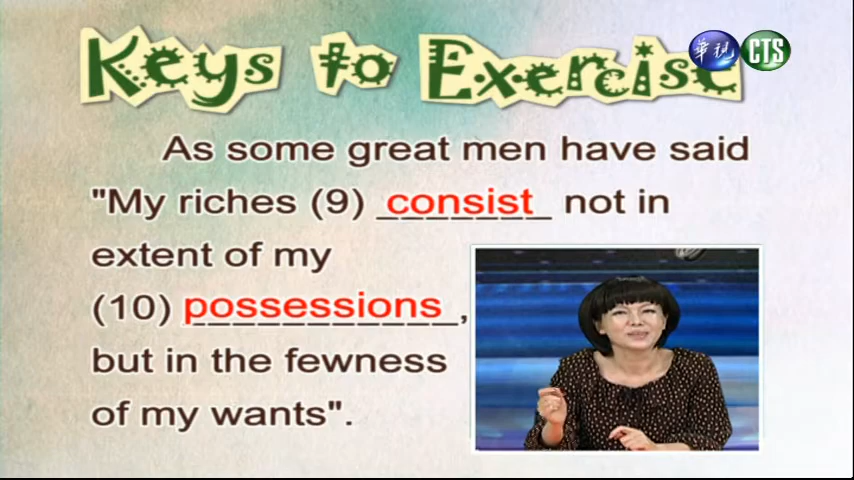 Keys to Exercise
華視 CTS
As some great men have said
"My riches (9) consist not in
extent of my
(10) possessions,
but in the fewness
of my wants".